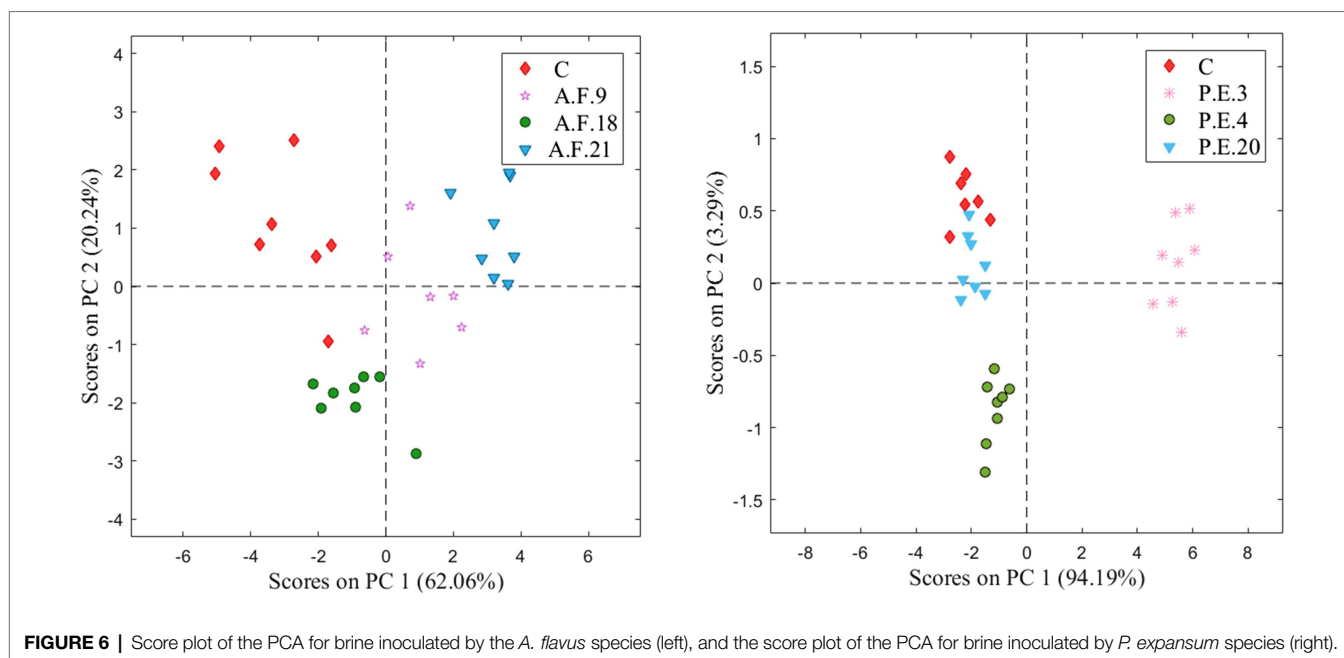 4
3
2
1
0
-1
-2
-3
-4
Scores on PC 2 (20.24%)
-6 -4 -2 0 2 4 6
Scores on PC 1 (62.06%)
C
A.F.9
A.F.18
A.F.21
1.5
1
0.5
0
-0.5
-1
-1.5
Scores on PC 2 (3.29%)
-8 -6 -4 -2 0 2 4 6 8
Scores on PC 1 (94.19%)
C
P.E.3
P.E.4
P.E.20
FIGURE 6 | Score plot of the PCA for brine inoculated by the A. flavus species (left), and the score plot of the PCA for brine inoculated by P. expansum species (right).